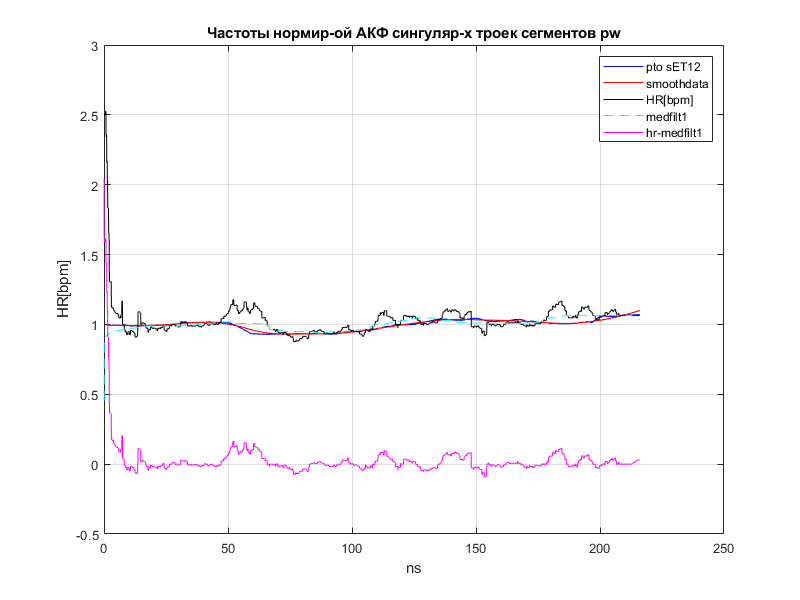 Частоты нормир-ой АКФ сингуляр-х троек сегментов pw
pto sET12
smoothdata
HR[bpm]
medfilt1
hr-medfilt1
3
2.5
2
1.5
1
0.5
0
-0.5
HR[bpm]
0 50 100 150 200 250
ns